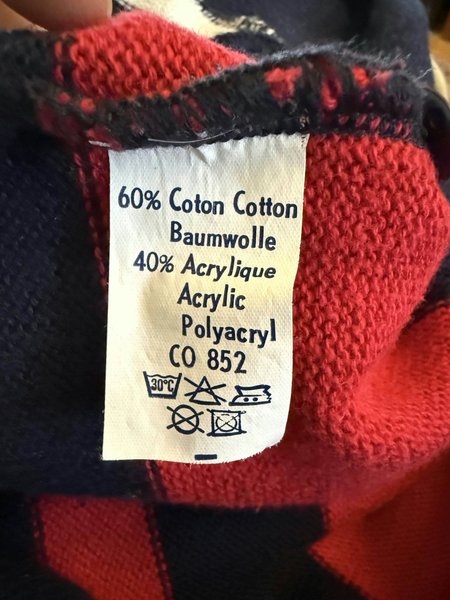 60% Coton Cotton
Baumwolle
40% Acrylique
Acrylic
Polyacryl
CO 852
30°C